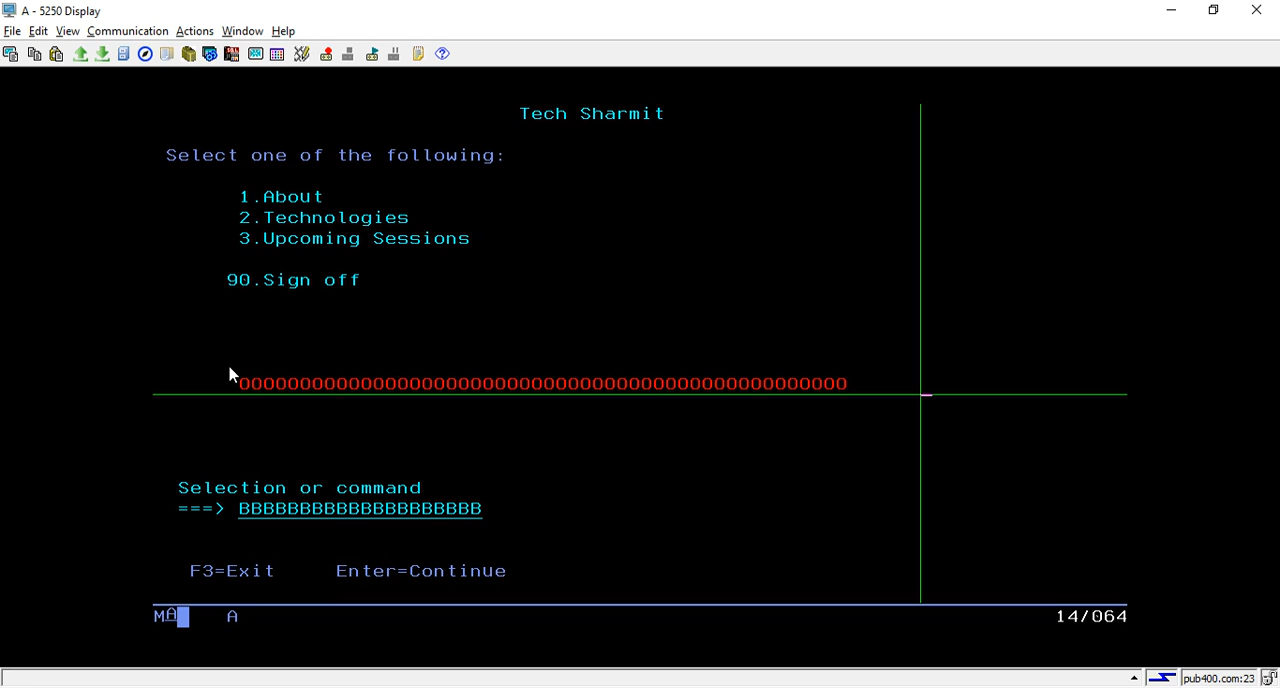 A - 5250 Display
File Edit View Communication Actions Window Help
Tech Sharmit
Select one of the following:
1.About
2.Technologies
3.Upcoming Sessions
90.Sign off
OOOOOOOOOOOOOOOOOOOOOOOOOOOOOOOOOOOOOOOOOOOOOOOOOO
Selection or command
===> BBBBBBBBBBBBBBBBBBBB
F3=Exit Enter=Continue
MA A 14/064
pub400.com:23